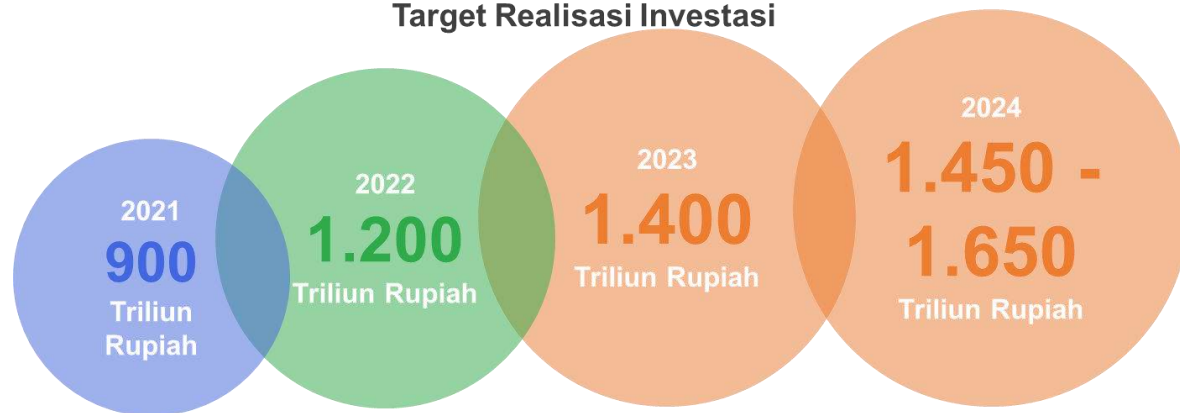 Target Realisasi Investasi
2021
900
Triliun
Rupiah
2022
1.200
Triliun Rupiah
2023
1.400
Triliun Rupiah
2024
1.450 -
1.650
Triliun Rupiah